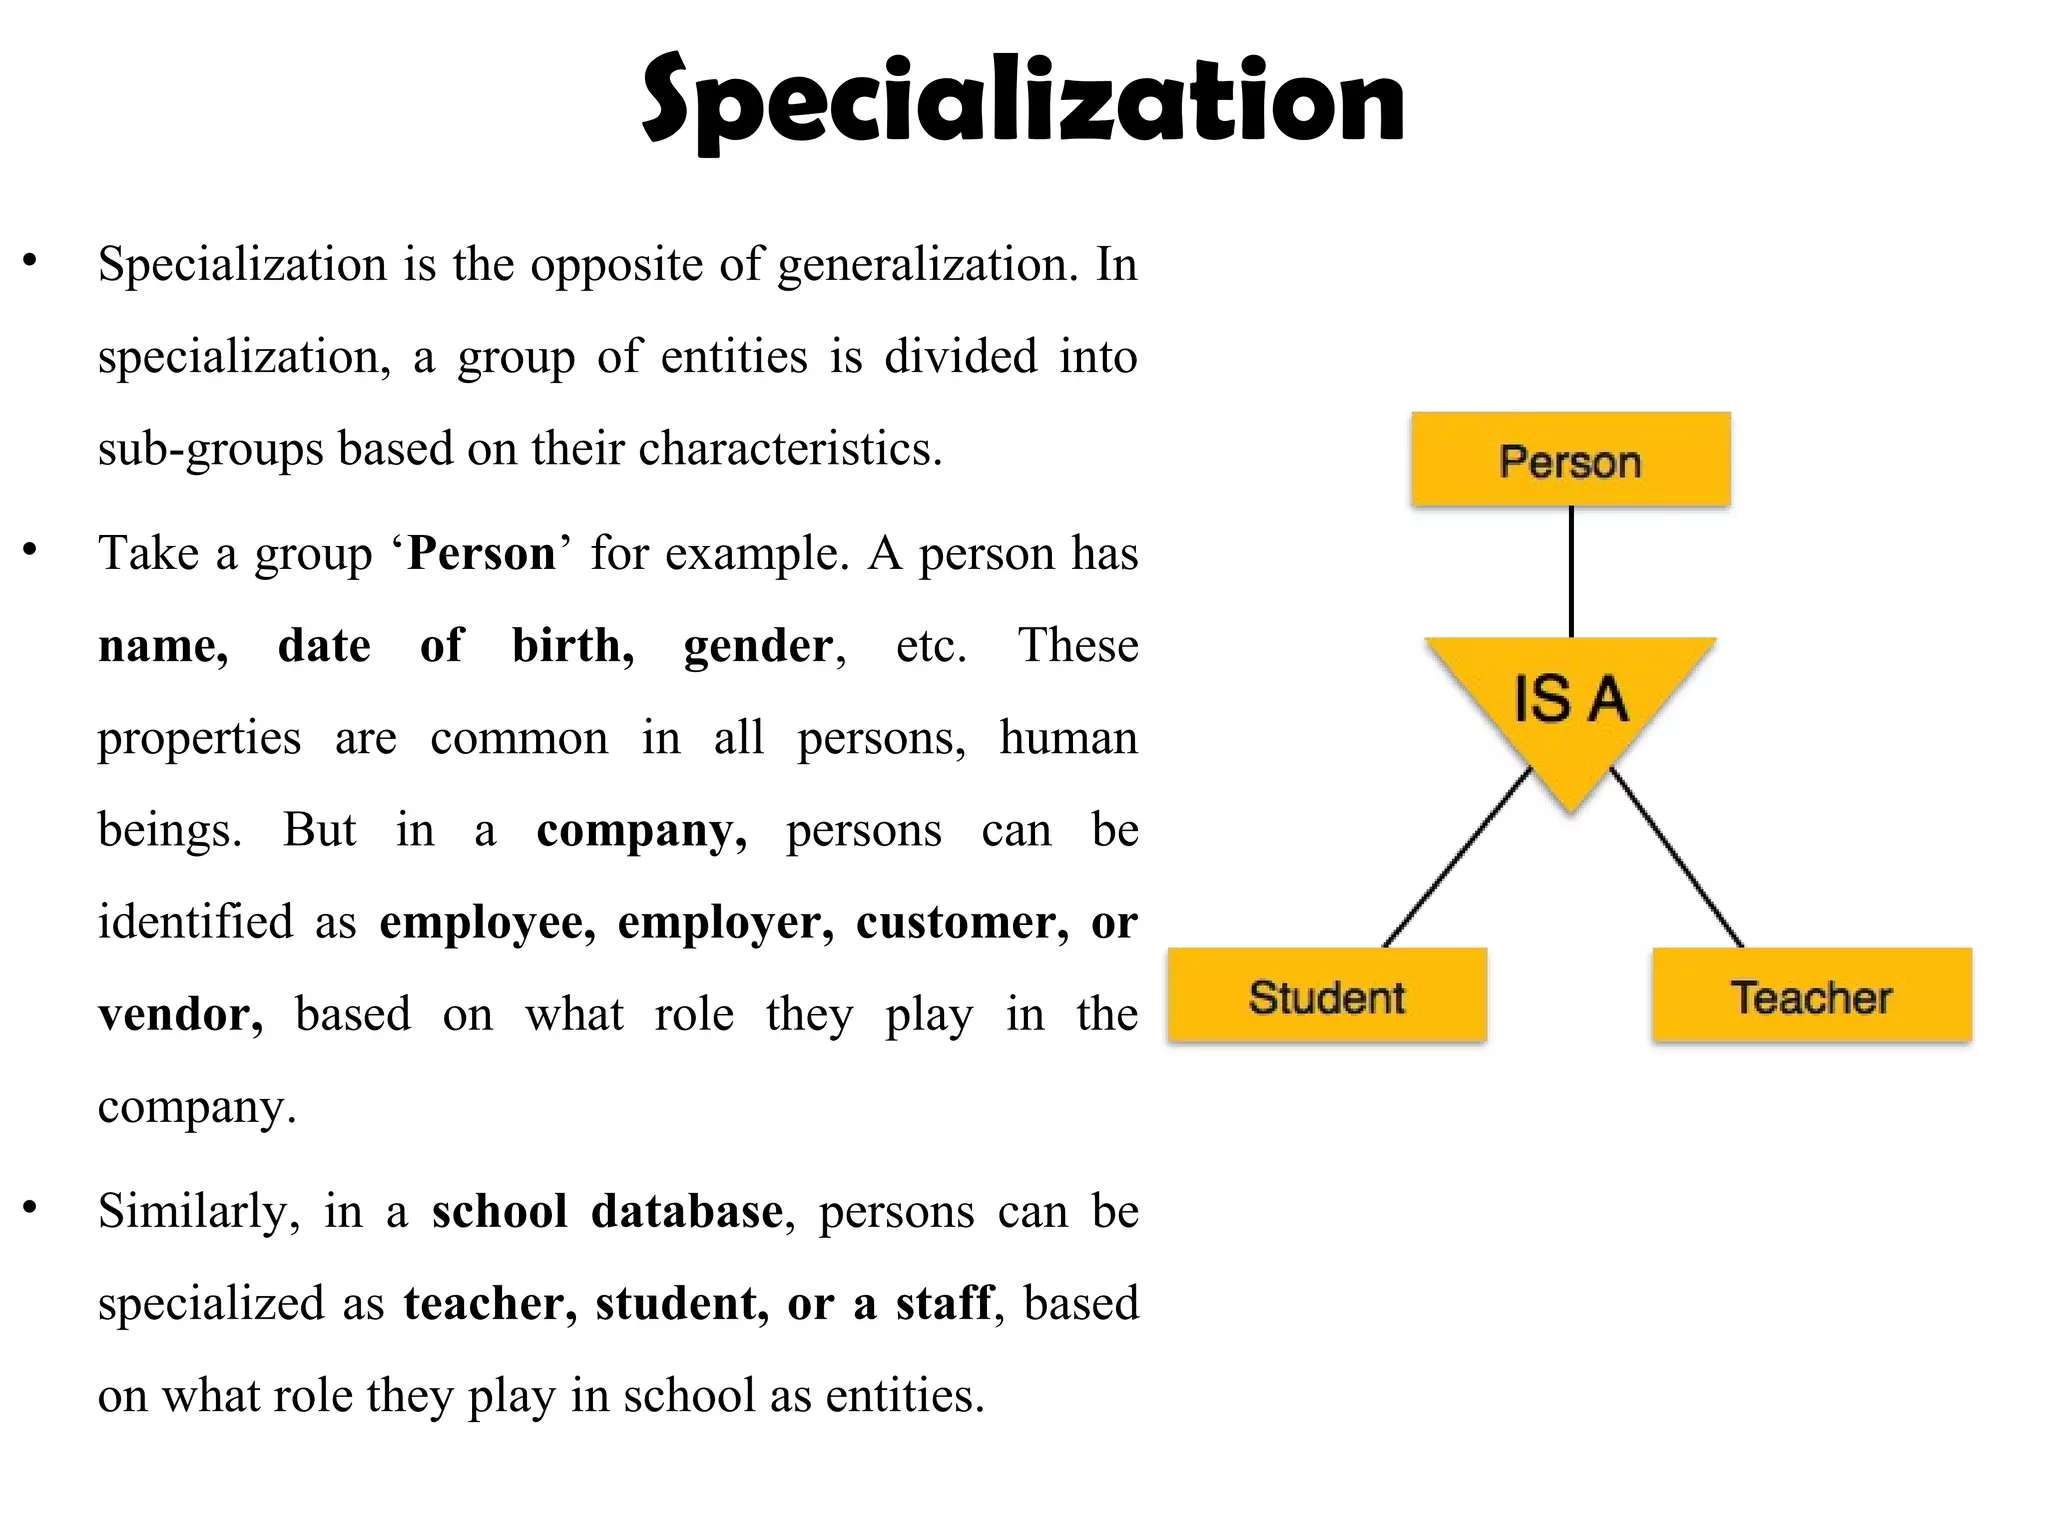 Specialization
• Specialization is the opposite of generalization. In
specialization, a group of entities is divided into
sub-groups based on their characteristics.
• Take a group ‘Person’ for example. A person has
name, date of birth, gender, etc. These
properties are common in all persons, human
beings. But in a company, persons can be
identified as employee, employer, customer, or
vendor, based on what role they play in the
company.
• Similarly, in a school database, persons can be
specialized as teacher, student, or a staff, based
on what role they play in school as entities.
Person
IS A
Student
Teacher